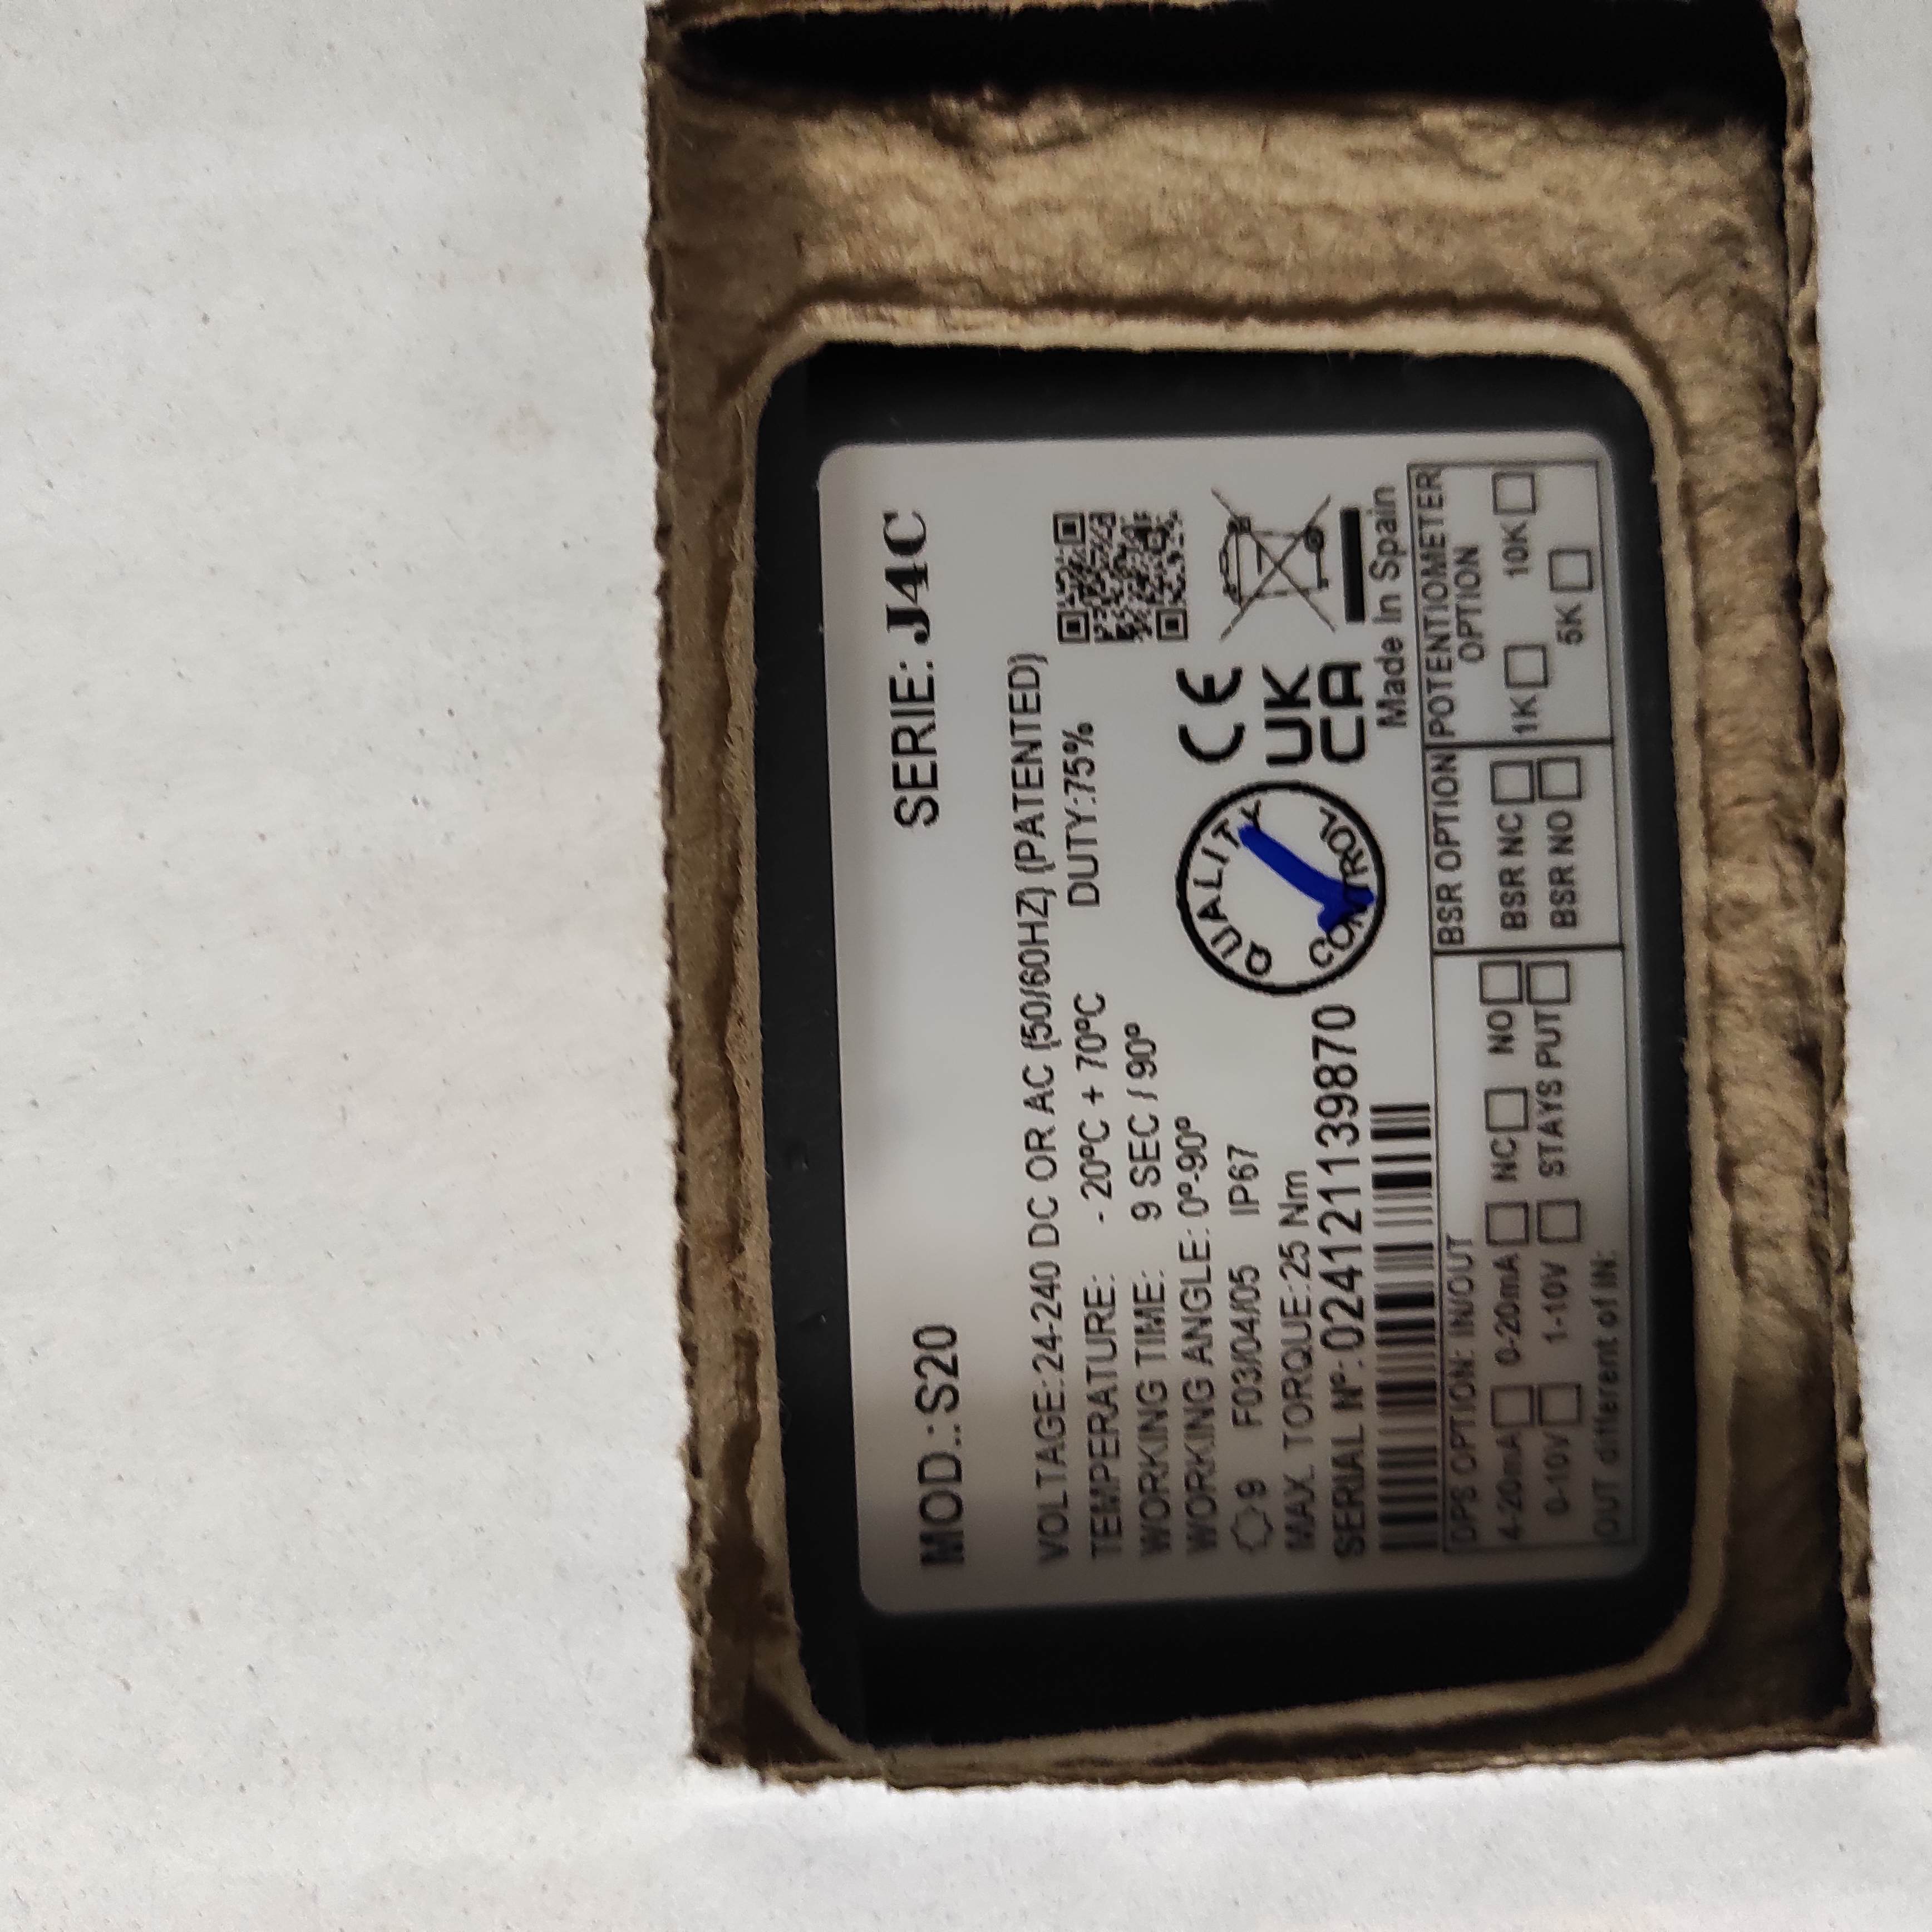 MOD.:S20 SERIE: J4C
VOLTAGE:24-240 DC OR AC (50/60HZ) (PATENTED)
TEMPERATURE: - 20ºC + 70ºC DUTY:75%
WORKING TIME: 9 SEC / 90º
WORKING ANGLE: 0º-90º
9 F03/04/05 IP67
MAX. TORQUE:25 Nm
SERIAL Nº:0241211139870
QUALITY CONTROL
CE
UK
CA
Made In Spain
DPS OPTION: IN/OUT
4-20mA 0-20mA NC NO
0-10V 1-10V STAYS PUT
OUT different of IN:
BSR OPTION
BSR NC
BSR NO
POTENTIOMETER
OPTION
1K 10K
5K